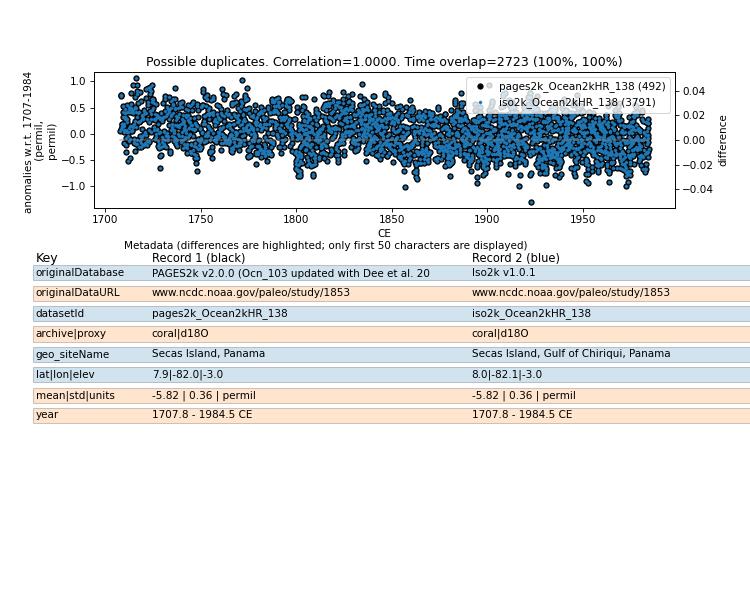 Possible duplicates. Correlation=1.0000. Time overlap=2723 (100%, 100%)
anomalies w.r.t. 1707-1984
(permil,
permil)
1.0
0.5
0.0
−0.5
−1.0
pages2k_Ocean2kHR_138 (492)
iso2k_Ocean2kHR_138 (3791)
0.04
0.02
0.00
−0.02
−0.04
difference
1700 1750 1800 1850 1900 1950
CE
Metadata (differences are highlighted; only first 50 characters are displayed)
Key Record 1 (black) Record 2 (blue)
originalDatabase PAGES2k v2.0.0 (Ocn_103 updated with Dee et al. 20 Iso2k v1.0.1
originalDataURL www.ncdc.noaa.gov/paleo/study/1853 www.ncdc.noaa.gov/paleo/study/1853
datasetId pages2k_Ocean2kHR_138 iso2k_Ocean2kHR_138
archive|proxy coral|d18O coral|d18O
geo_siteName Secas Island, Panama Secas Island, Gulf of Chiriqui, Panama
lat|lon|elev 7.9|-82.0|-3.0 8.0|-82.1|-3.0
mean|std|units -5.82 | 0.36 | permil -5.82 | 0.36 | permil
year 1707.8 - 1984.5 CE 1707.8 - 1984.5 CE